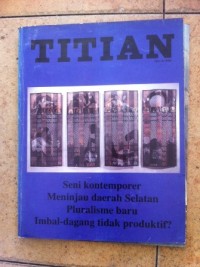 TITIAN
Seni kontemporer
Meninjau daerah Selatan
Pluralisme baru
Imbal-dagang tidak produktif?